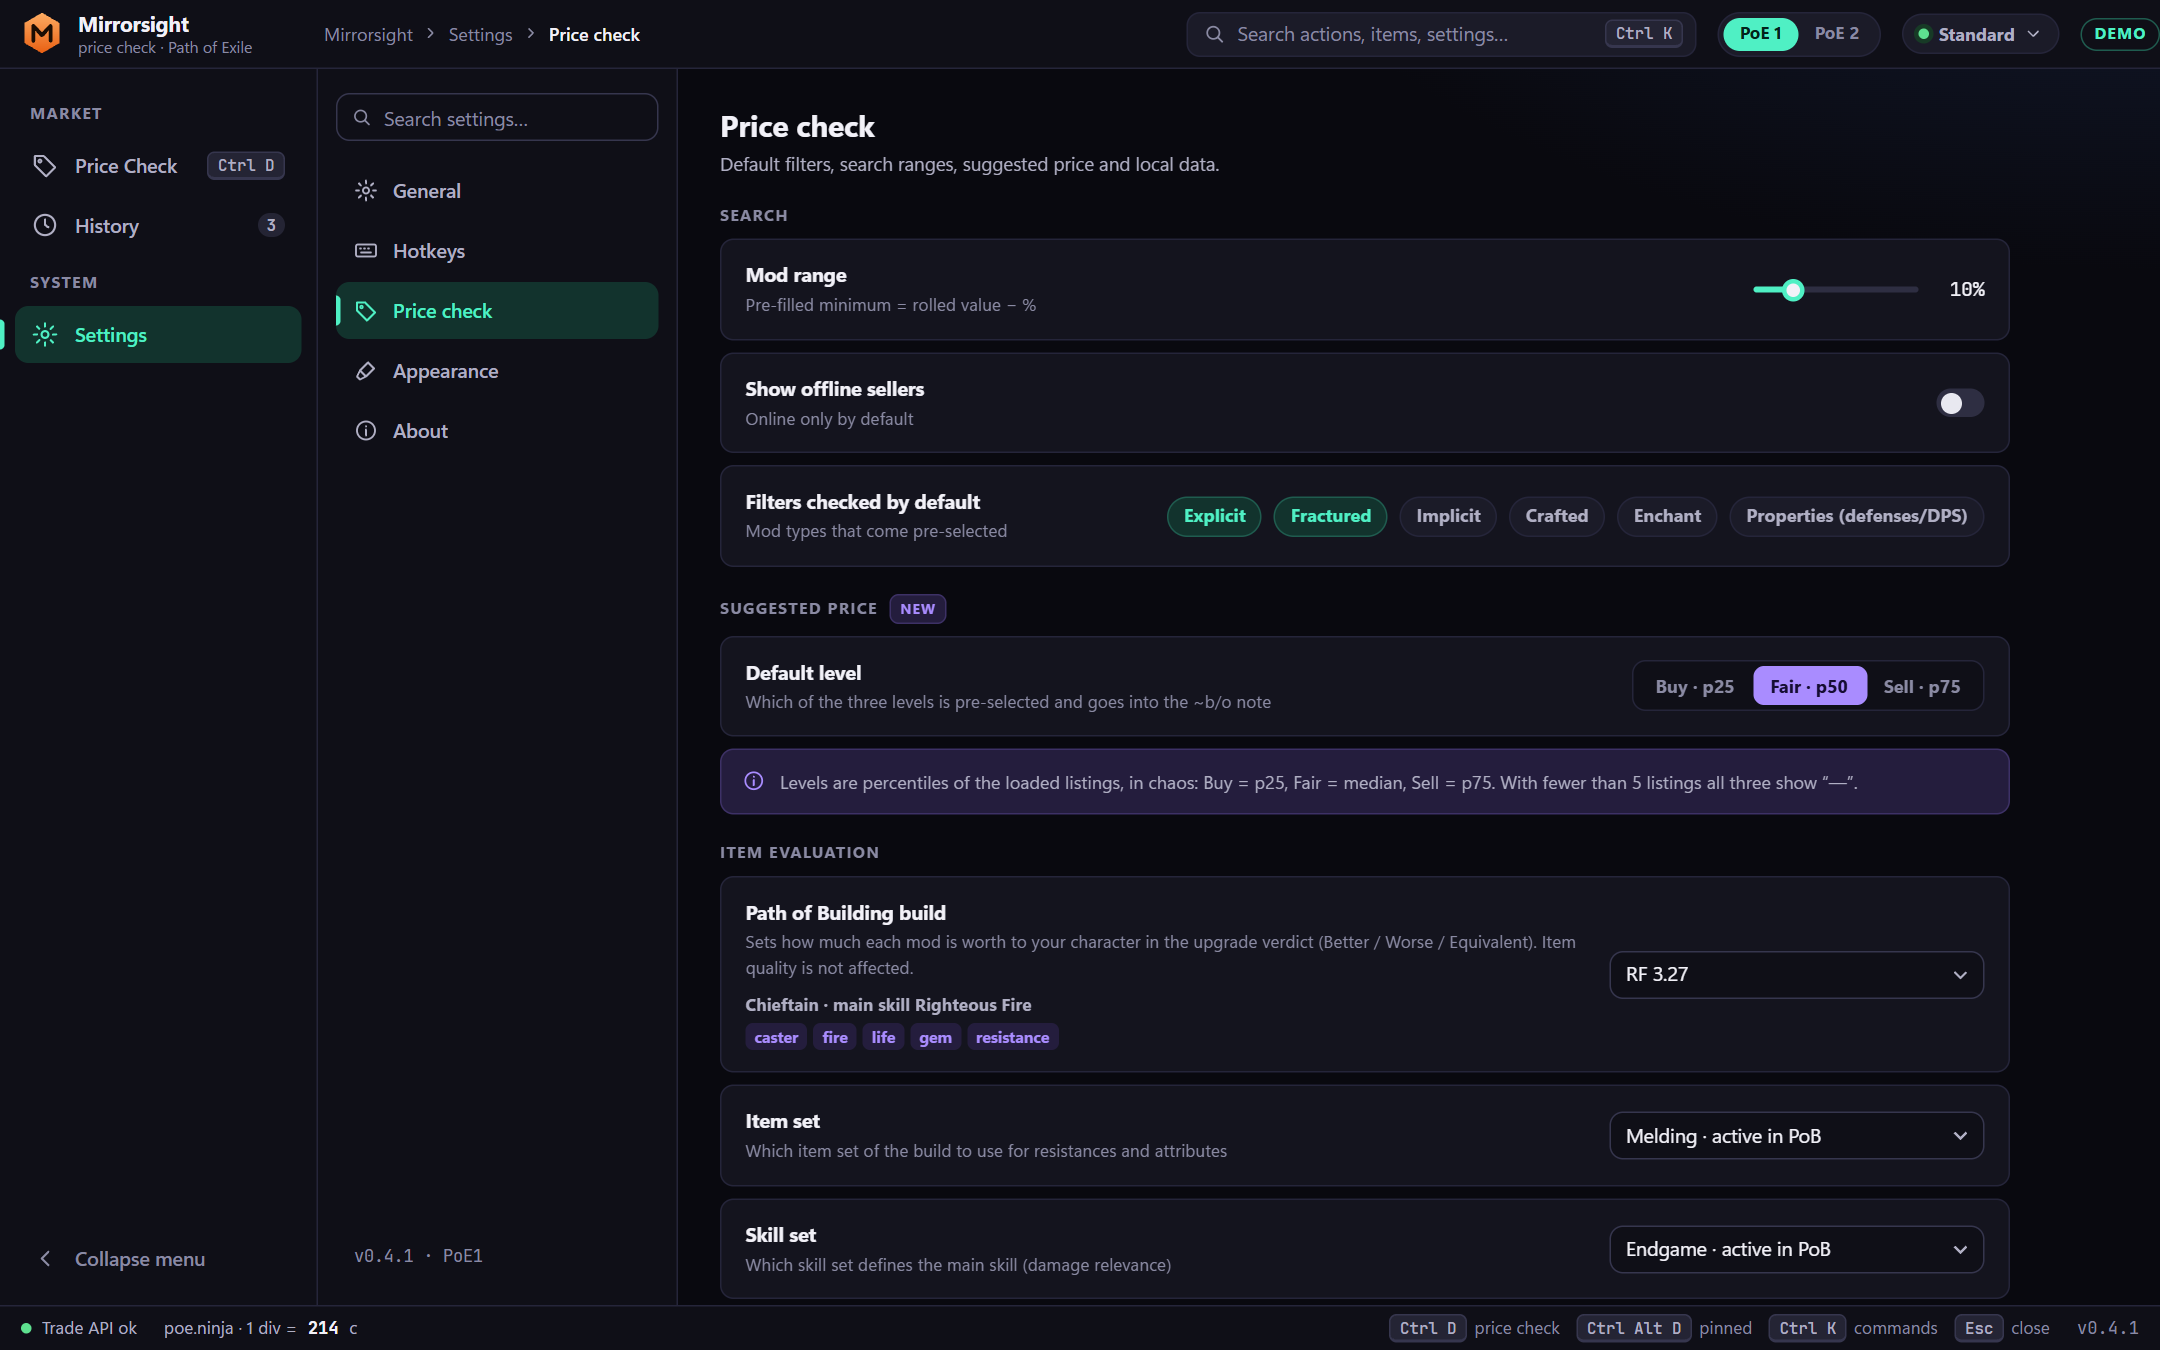 Mirrorsight
price check · Path of Exile
Mirrorsight > Settings > Price check
Search actions, items, settings...
Ctrl K
PoE 1
PoE 2
Standard
DEMO
MARKET
Price Check
Ctrl D
History
3
SYSTEM
Settings
Collapse menu
Search settings...
General
Hotkeys
Price check
Appearance
About
v0.4.1 · PoE1
Price check
Default filters, search ranges, suggested price and local data.
SEARCH
Mod range
Pre-filled minimum = rolled value − %
10%
Show offline sellers
Online only by default
Filters checked by default
Mod types that come pre-selected
Explicit
Fractured
Implicit
Crafted
Enchant
Properties (defenses/DPS)
SUGGESTED PRICE
NEW
Default level
Which of the three levels is pre-selected and goes into the ~b/o note
Buy · p25
Fair · p50
Sell · p75
Levels are percentiles of the loaded listings, in chaos: Buy = p25, Fair = median, Sell = p75. With fewer than 5 listings all three show “—”.
ITEM EVALUATION
Path of Building build
Sets how much each mod is worth to your character in the upgrade verdict (Better / Worse / Equivalent). Item
quality is not affected.
Chieftain · main skill Righteous Fire
caster
fire
life
gem
resistance
RF 3.27
Item set
Which item set of the build to use for resistances and attributes
Melding · active in PoB
Skill set
Which skill set defines the main skill (damage relevance)
Endgame · active in PoB
Trade API ok
poe.ninja · 1 div = 214 c
Ctrl D price check
Ctrl Alt D pinned
Ctrl K commands
Esc close
v0.4.1